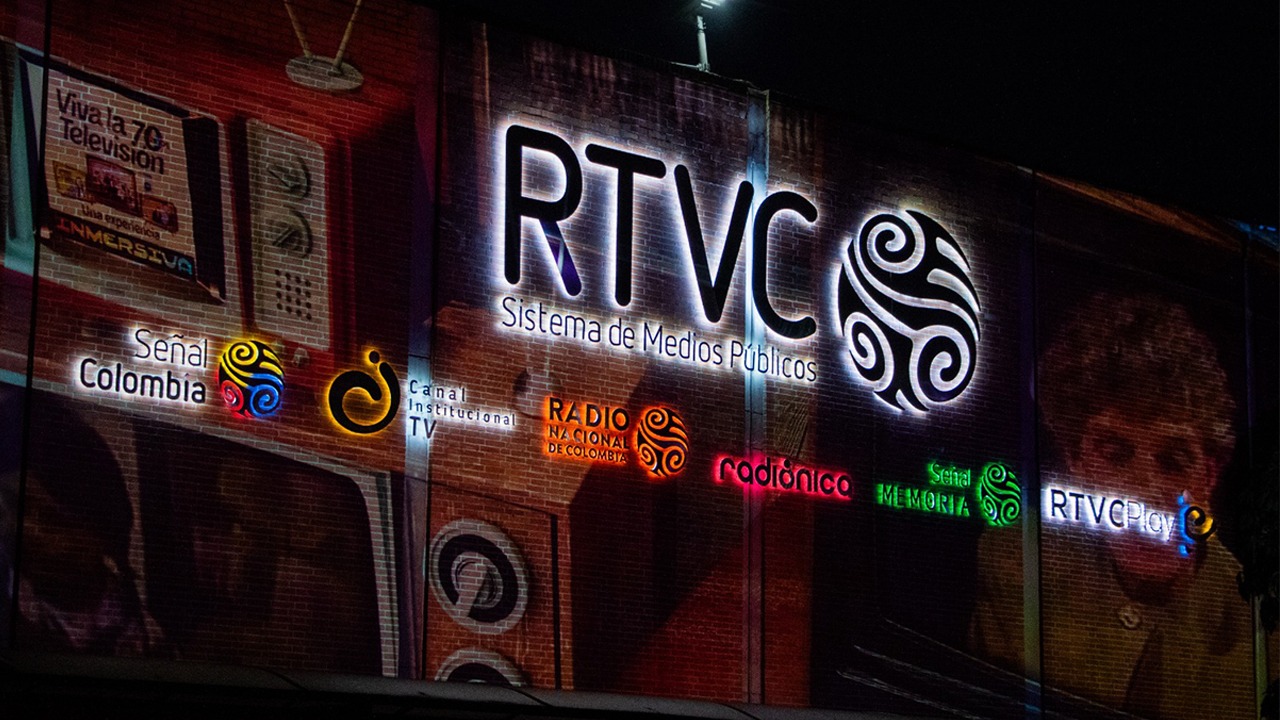 Viva la 70
Televisión
Una experiencia
INMERSIVA
RTVC
Sistema de Medios Públicos
Señal
Colombia
Canal
Institucional
TV
RADIO
NACIONAL
DE COLOMBIA
radiónica
Señal
MEMORIA
RTVCPlay